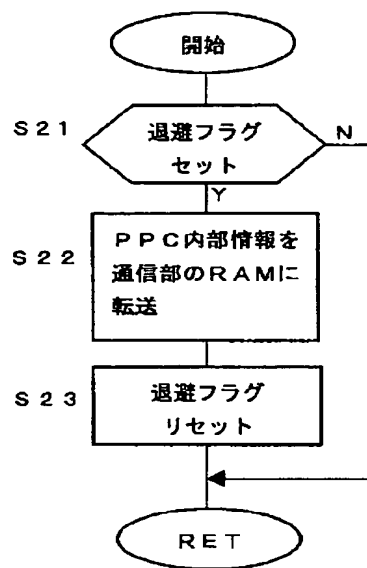 開始
S21
退避フラグ
セット
N
Y
S22
PPC内部情報を
通信部のRAMに
転送
S23
退避フラグ
リセット
RET